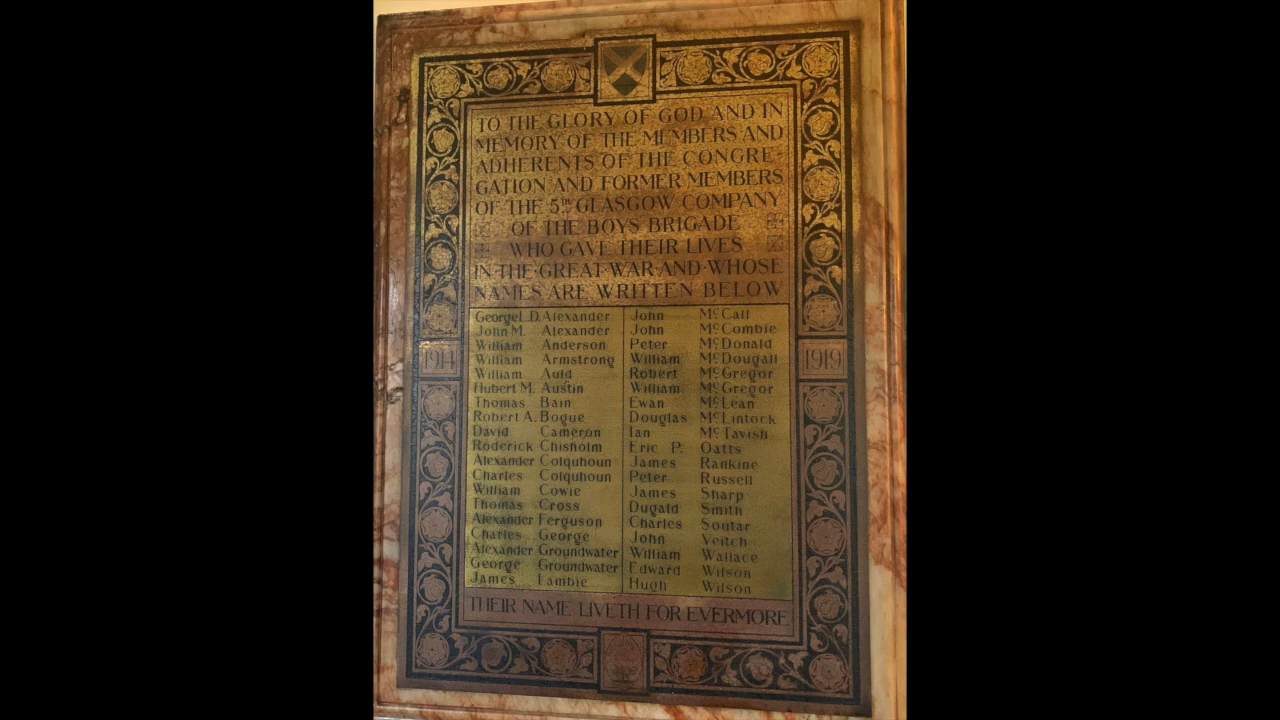 TO THE GLORY OF GOD AND IN
MEMORY OF THE MEMBERS AND
ADHERENTS OF THE CONGRE-
GATION AND FORMER MEMBERS
OF THE 5TH GLASGOW COMPANY
OF THE BOYS BRIGADE
WHO GAVE THEIR LIVES
IN·THE·GREAT·WAR·AND·WHOSE
NAMES ARE WRITTEN BELOW
1914
1919
George L.D. Alexander
John M. Alexander
William Anderson
William Armstrong
William Auld
Hubert M. Austin
Thomas Bain
Robert A. Bogue
David Cameron
Roderick Chisholm
Alexander Colquhoun
Charles Colquhoun
William Cowie
Thomas Cross
Alexander Ferguson
Charles George
Alexander Groundwater
George Groundwater
James Lambie
John McCall
John McCombie
Peter McDonald
William McDougall
Robert McGregor
William McGregor
Ewan McLean
Douglas McLintock
Ian McTavish
Eric P. Oatts
James Rankine
Peter Russell
James Sharp
Dugald Smith
Charles Soutar
John Veitch
William Wallace
Edward Wilson
Hugh Wilson
THEIR NAME LIVETH FOR EVERMORE